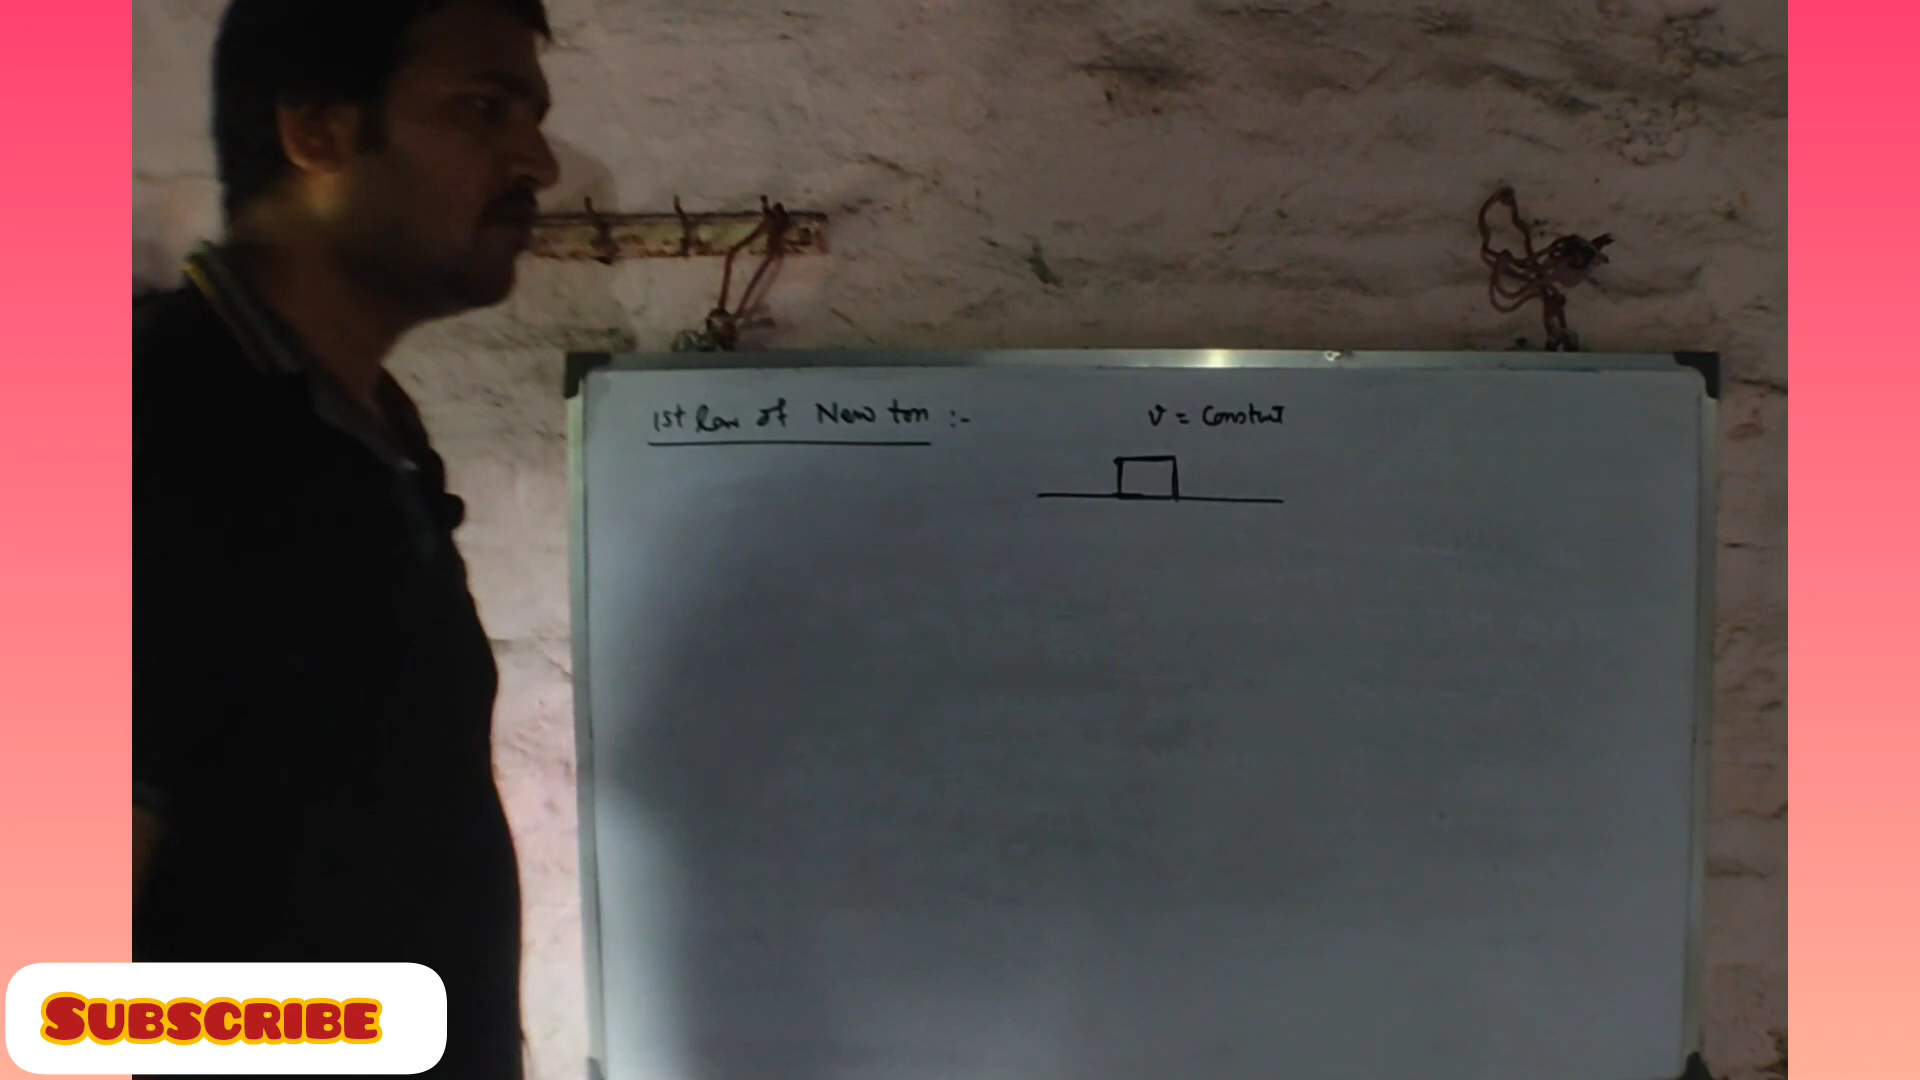 1st law of Newton :-
v = Constant
SUBSCRIBE